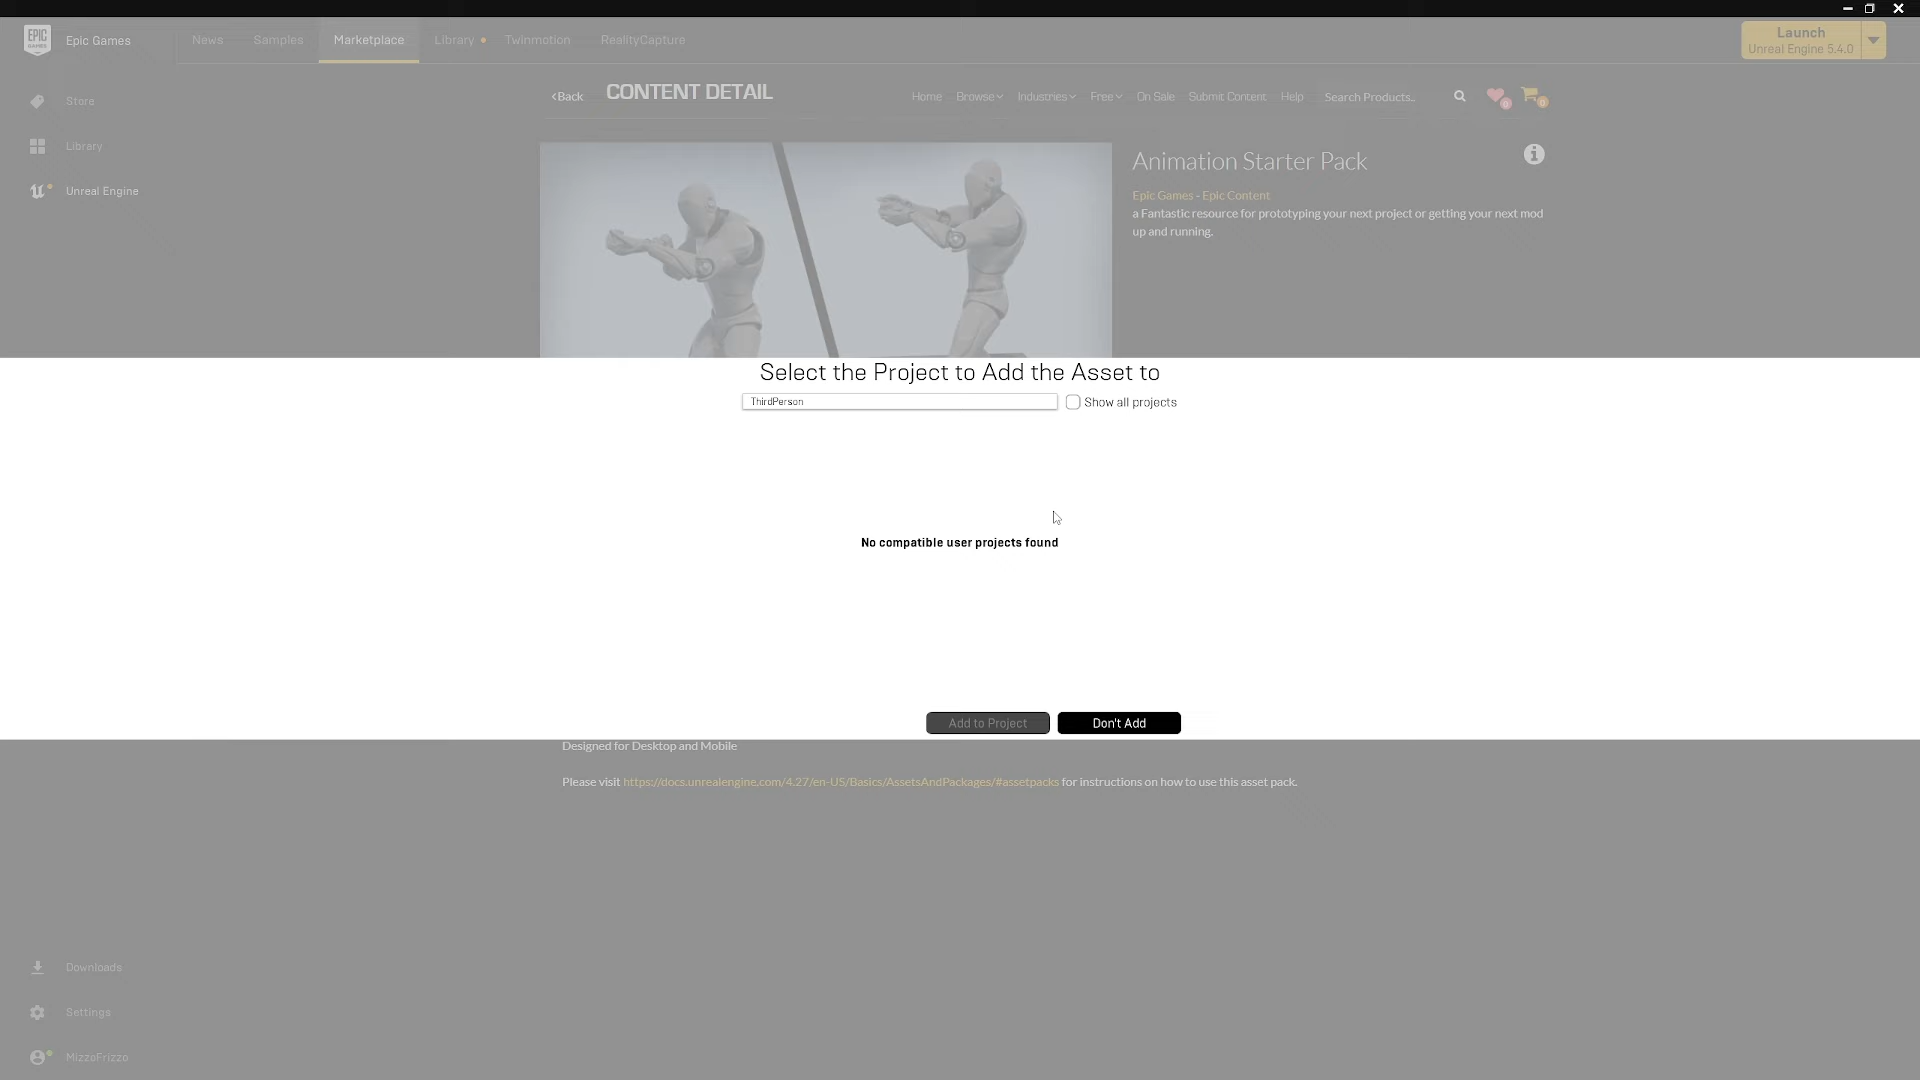 Epic Games
News
Samples
Marketplace
Library
Twinmotion
RealityCapture
Launch
Unreal Engine 5.4.0
Store
Library
Unreal Engine
Back
CONTENT DETAIL
Home
Browse
Industries
Free
On Sale
Submit Content
Help
Search Products..
0
0
Animation Starter Pack
Epic Games - Epic Content
a Fantastic resource for prototyping your next project or getting your next mod
up and running.
Select the Project to Add the Asset to
ThirdPerson
Show all projects
No compatible user projects found
Add to Project
Don't Add
Designed for Desktop and Mobile
Please visit https://docs.unrealengine.com/4.27/en-US/Basics/AssetsAndPackages/#assetpacks for instructions on how to use this asset pack.
Downloads
Settings
MizzoFrizzo